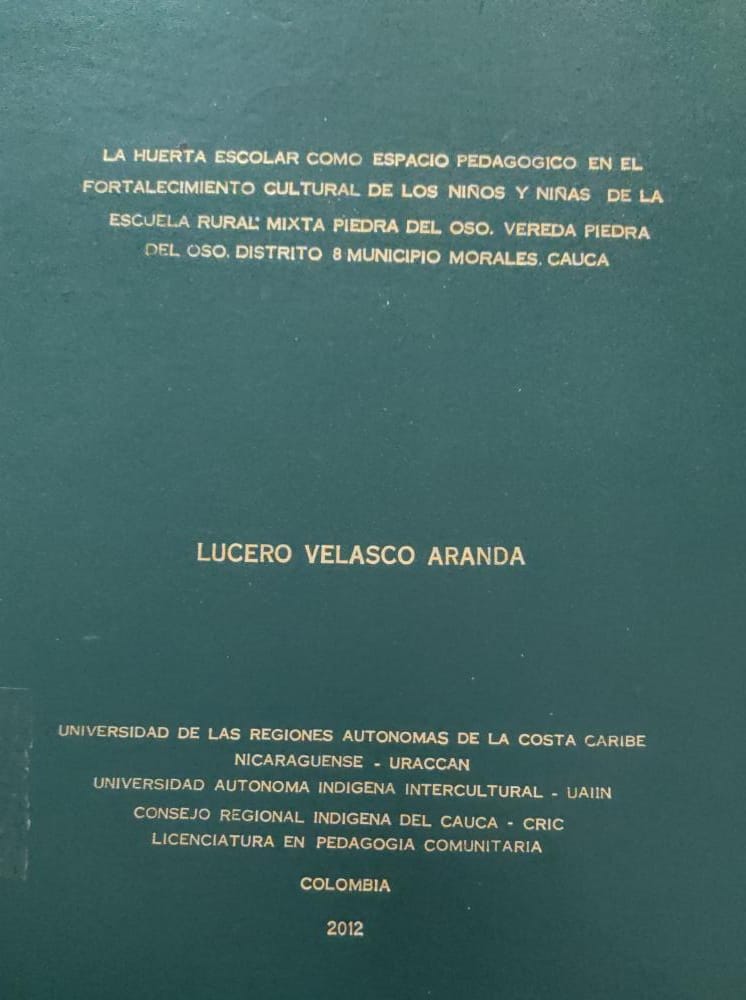 LA HUERTA ESCOLAR COMO ESPACIO PEDAGOGICO EN EL
FORTALECIMIENTO CULTURAL DE LOS NIÑOS Y NIÑAS DE LA
ESCUELA RURAL MIXTA PIEDRA DEL OSO. VEREDA PIEDRA
DEL OSO. DISTRITO 8 MUNICIPIO MORALES. CAUCA
LUCERO VELASCO ARANDA
UNIVERSIDAD DE LAS REGIONES AUTONOMAS DE LA COSTA CARIBE
NICARAGUENSE - URACCAN
UNIVERSIDAD AUTONOMA INDIGENA INTERCULTURAL - UAIIN
CONSEJO REGIONAL INDIGENA DEL CAUCA - CRIC
LICENCIATURA EN PEDAGOGIA COMUNITARIA
COLOMBIA
2012